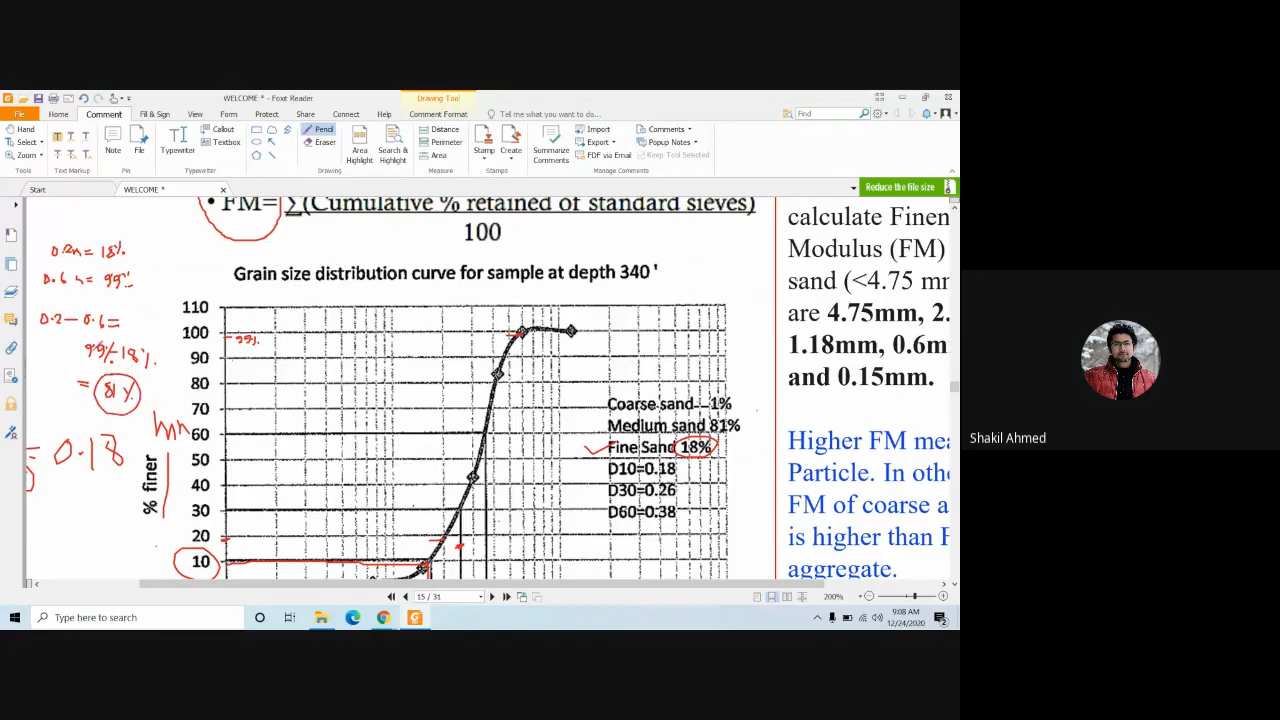 WELCOME * - Foxit Reader
Drawing Tool
File
Home
Comment
Fill & Sign
View
Form
Protect
Share
Connect
Help
Comment Format
Tell me what you want to do...
Find
Hand
Select
Zoom
Tools
Text Markup
Note
File
Pin
Typewriter
Callout
Textbox
Typewriter
Pencil
Eraser
Area Highlight
Search & Highlight
Drawing
Distance
Perimeter
Area
Measure
Stamp
Create
Stamps
Summarize Comments
Import
Export
FDF via Email
Comments
Popup Notes
Keep Tool Selected
Manage Comments
Start
WELCOME *
Reduce the file size
• FM= ∑(Cumulative % retained of standard sieves)
100
Grain size distribution curve for sample at depth 340 '
0.6 = 99%
0.2 — 0.6 =
99% 18%.
= 81%
= 0.18
99%.
% finer
110
100
90
80
70
60
50
40
30
20
10
Coarse sand--1%
Medium sand 81%
Fine Sand 18%
D10=0.18
D30=0.26
D60=0.38
calculate Finen
Modulus (FM)
sand (<4.75 mm
are 4.75mm, 2.
1.18mm, 0.6m
and 0.15mm.
Higher FM mea
Particle. In othe
FM of coarse a
is higher than F
aggregate.
15 / 31
200%
Type here to search
9:08 AM
12/24/2020
2
Shakil Ahmed